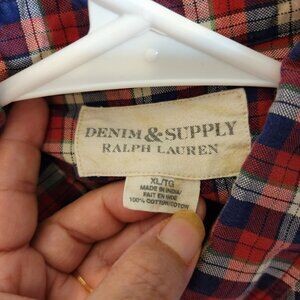 DENIM & SUPPLY
RALPH LAUREN
XL/TG
MADE IN INDIA/
FAIT EN INDE
100% COTTON/COTON